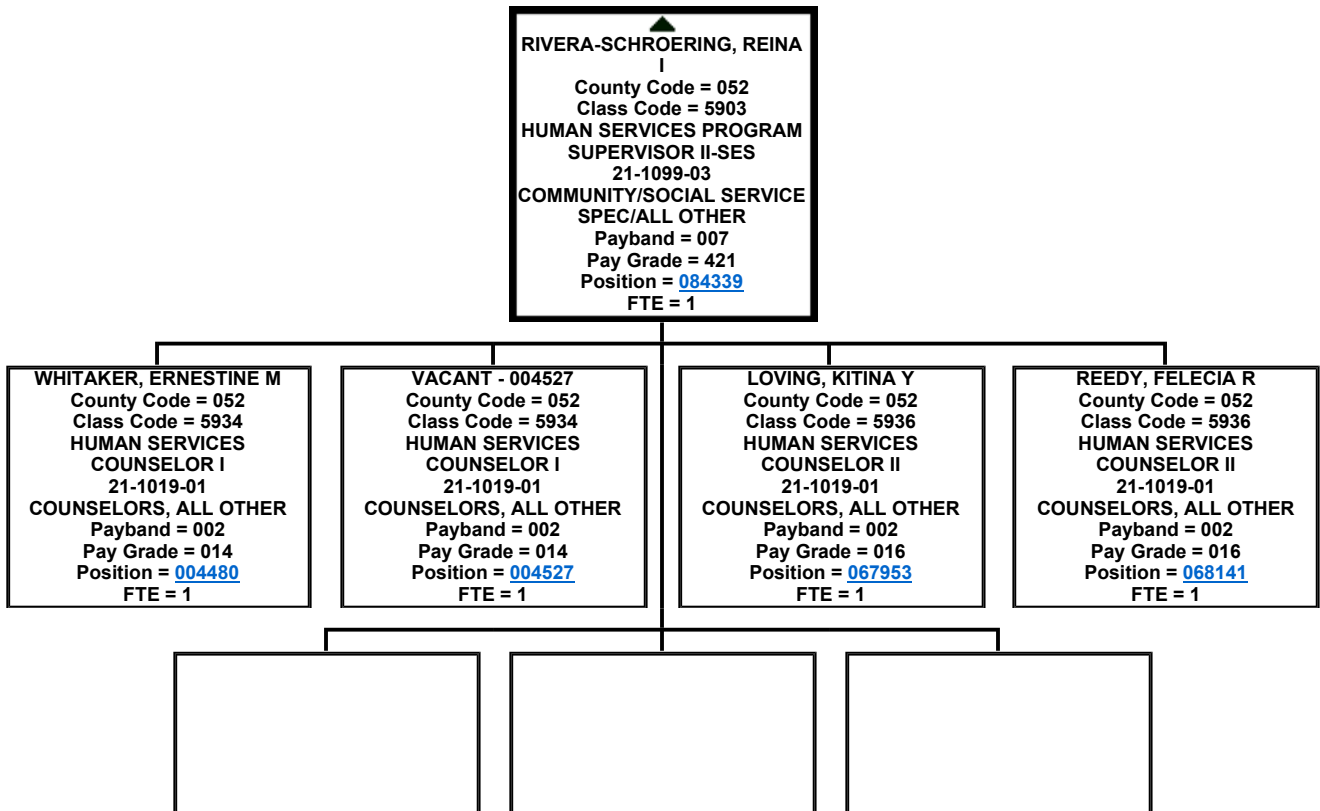 RIVERA-SCHROERING, REINA
I
County Code = 052
Class Code = 5903
HUMAN SERVICES PROGRAM
SUPERVISOR II-SES
21-1099-03
COMMUNITY/SOCIAL SERVICE
SPEC/ALL OTHER
Payband = 007
Pay Grade = 421
Position = 084339
FTE = 1
WHITAKER, ERNESTINE M
County Code = 052
Class Code = 5934
HUMAN SERVICES
COUNSELOR I
21-1019-01
COUNSELORS, ALL OTHER
Payband = 002
Pay Grade = 014
Position = 004480
FTE = 1
VACANT - 004527
County Code = 052
Class Code = 5934
HUMAN SERVICES
COUNSELOR I
21-1019-01
COUNSELORS, ALL OTHER
Payband = 002
Pay Grade = 014
Position = 004527
FTE = 1
LOVING, KITINA Y
County Code = 052
Class Code = 5936
HUMAN SERVICES
COUNSELOR II
21-1019-01
COUNSELORS, ALL OTHER
Payband = 002
Pay Grade = 016
Position = 067953
FTE = 1
REEDY, FELECIA R
County Code = 052
Class Code = 5936
HUMAN SERVICES
COUNSELOR II
21-1019-01
COUNSELORS, ALL OTHER
Payband = 002
Pay Grade = 016
Position = 068141
FTE = 1